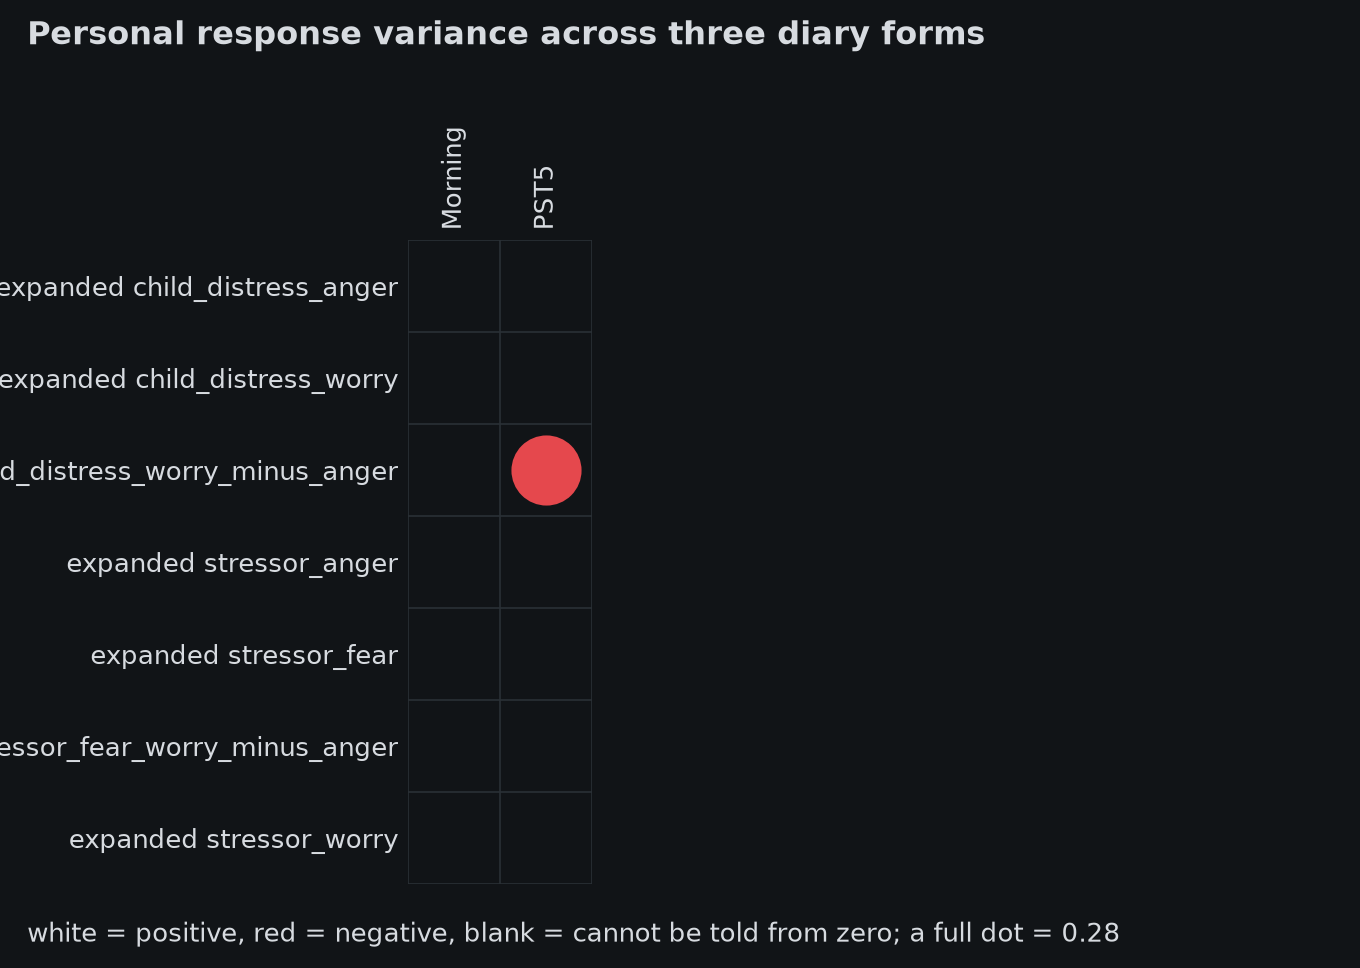 Personal response variance across three diary forms
Morning
PST5
expanded child_distress_anger
expanded child_distress_worry
d_distress_worry_minus_anger
expanded stressor_anger
expanded stressor_fear
essor_fear_worry_minus_anger
expanded stressor_worry
white = positive, red = negative, blank = cannot be told from zero; a full dot = 0.28